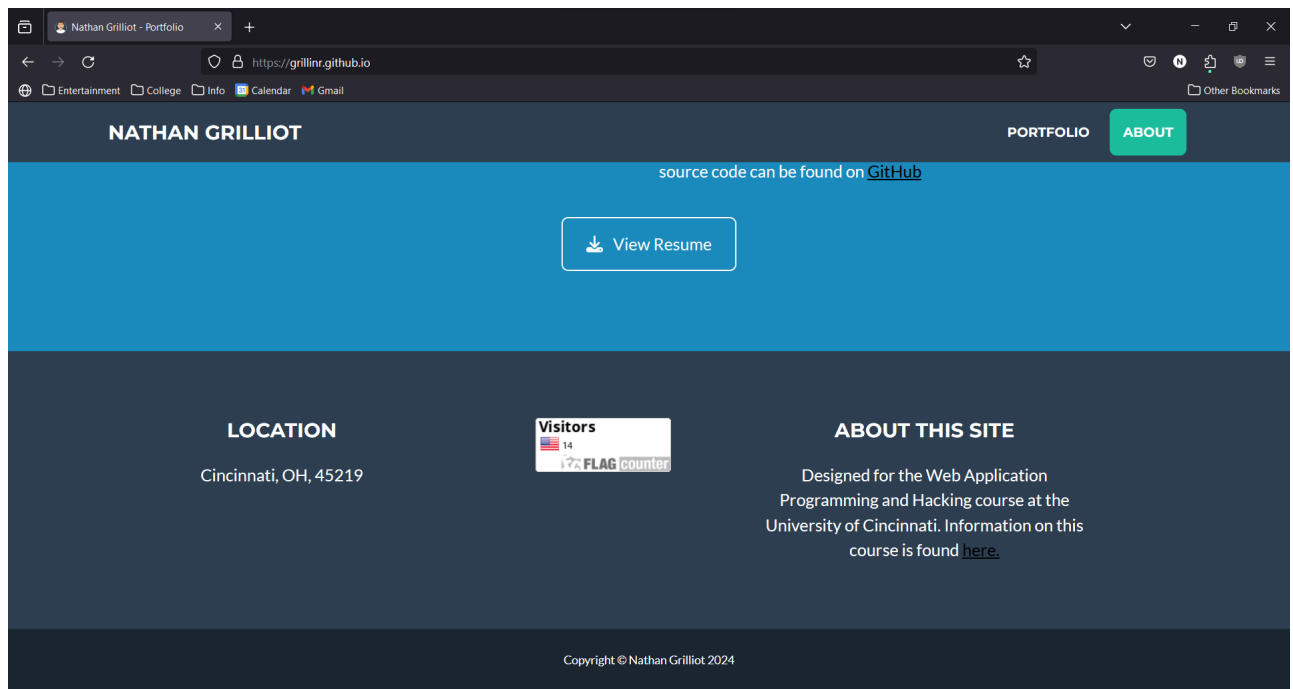 Nathan Grilliot - Portfolio
https://grillinr.github.io
N
UD
Entertainment College Info 31 Calendar Gmail
Other Bookmarks
NATHAN GRILLIOT
PORTFOLIO
ABOUT
source code can be found on GitHub
View Resume
LOCATION
Cincinnati, OH, 45219
Visitors
14
FLAG counter
ABOUT THIS SITE
Designed for the Web Application
Programming and Hacking course at the
University of Cincinnati. Information on this
course is found here.
Copyright © Nathan Grilliot 2024